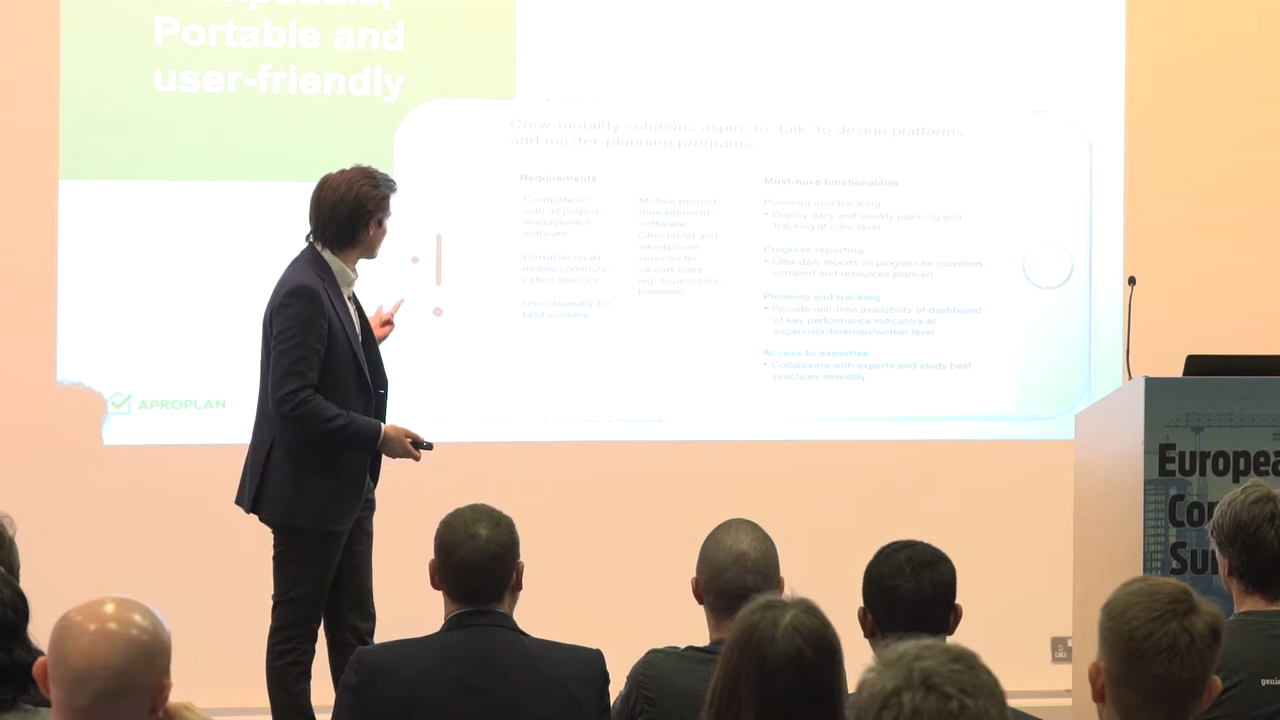 Portable and
user-friendly
Crew-mobility solutions aspire to 'talk' to design platforms
and master-planning programs
Requirements
Compatible
with all project-
management
software
Portable on all
mobile communi-
cation devices
User-friendly for
field workers
Mobile project
management
software
Offer tablet and
smartphone
versions for
various roles
(eg, supervisors
foremen)
Must-have functionalities
Planning and tracking
• Deploy daily and weekly planning and
tracking at crew level
Progress reporting
• Offer daily reports on progress for quantities
installed and resources planned
Planning and tracking
• Provide real-time availability of dashboard
of key performance indicators at
supervisor/foremen/worker level
Access to expertise
• Collaborate with experts and study best
practices remotely
APROPLAN
Europea
Con
Sum
genie